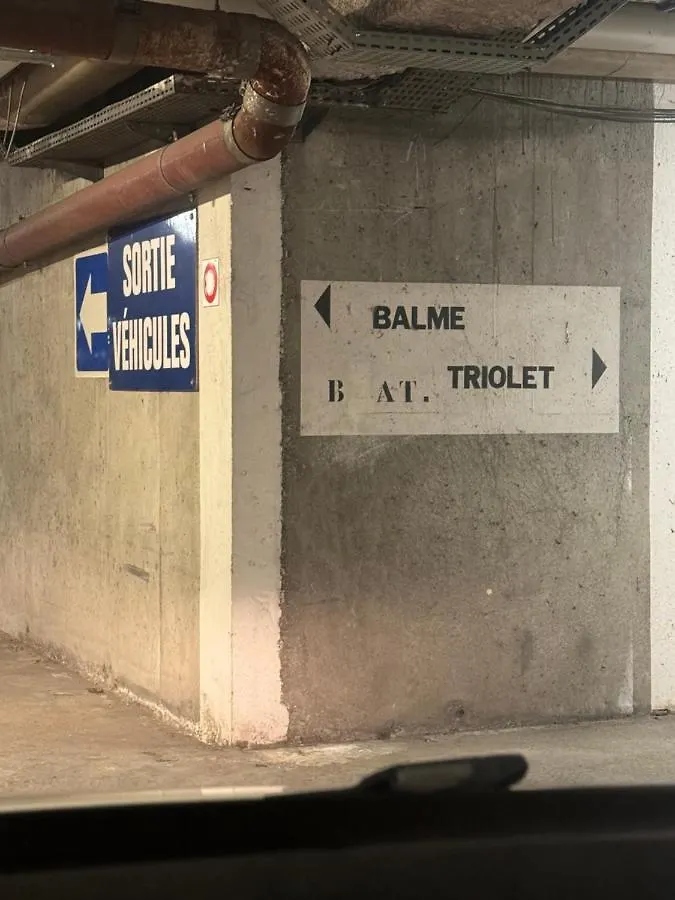 SORTIE
VÉHICULES
BALME
B AT. TRIOLET